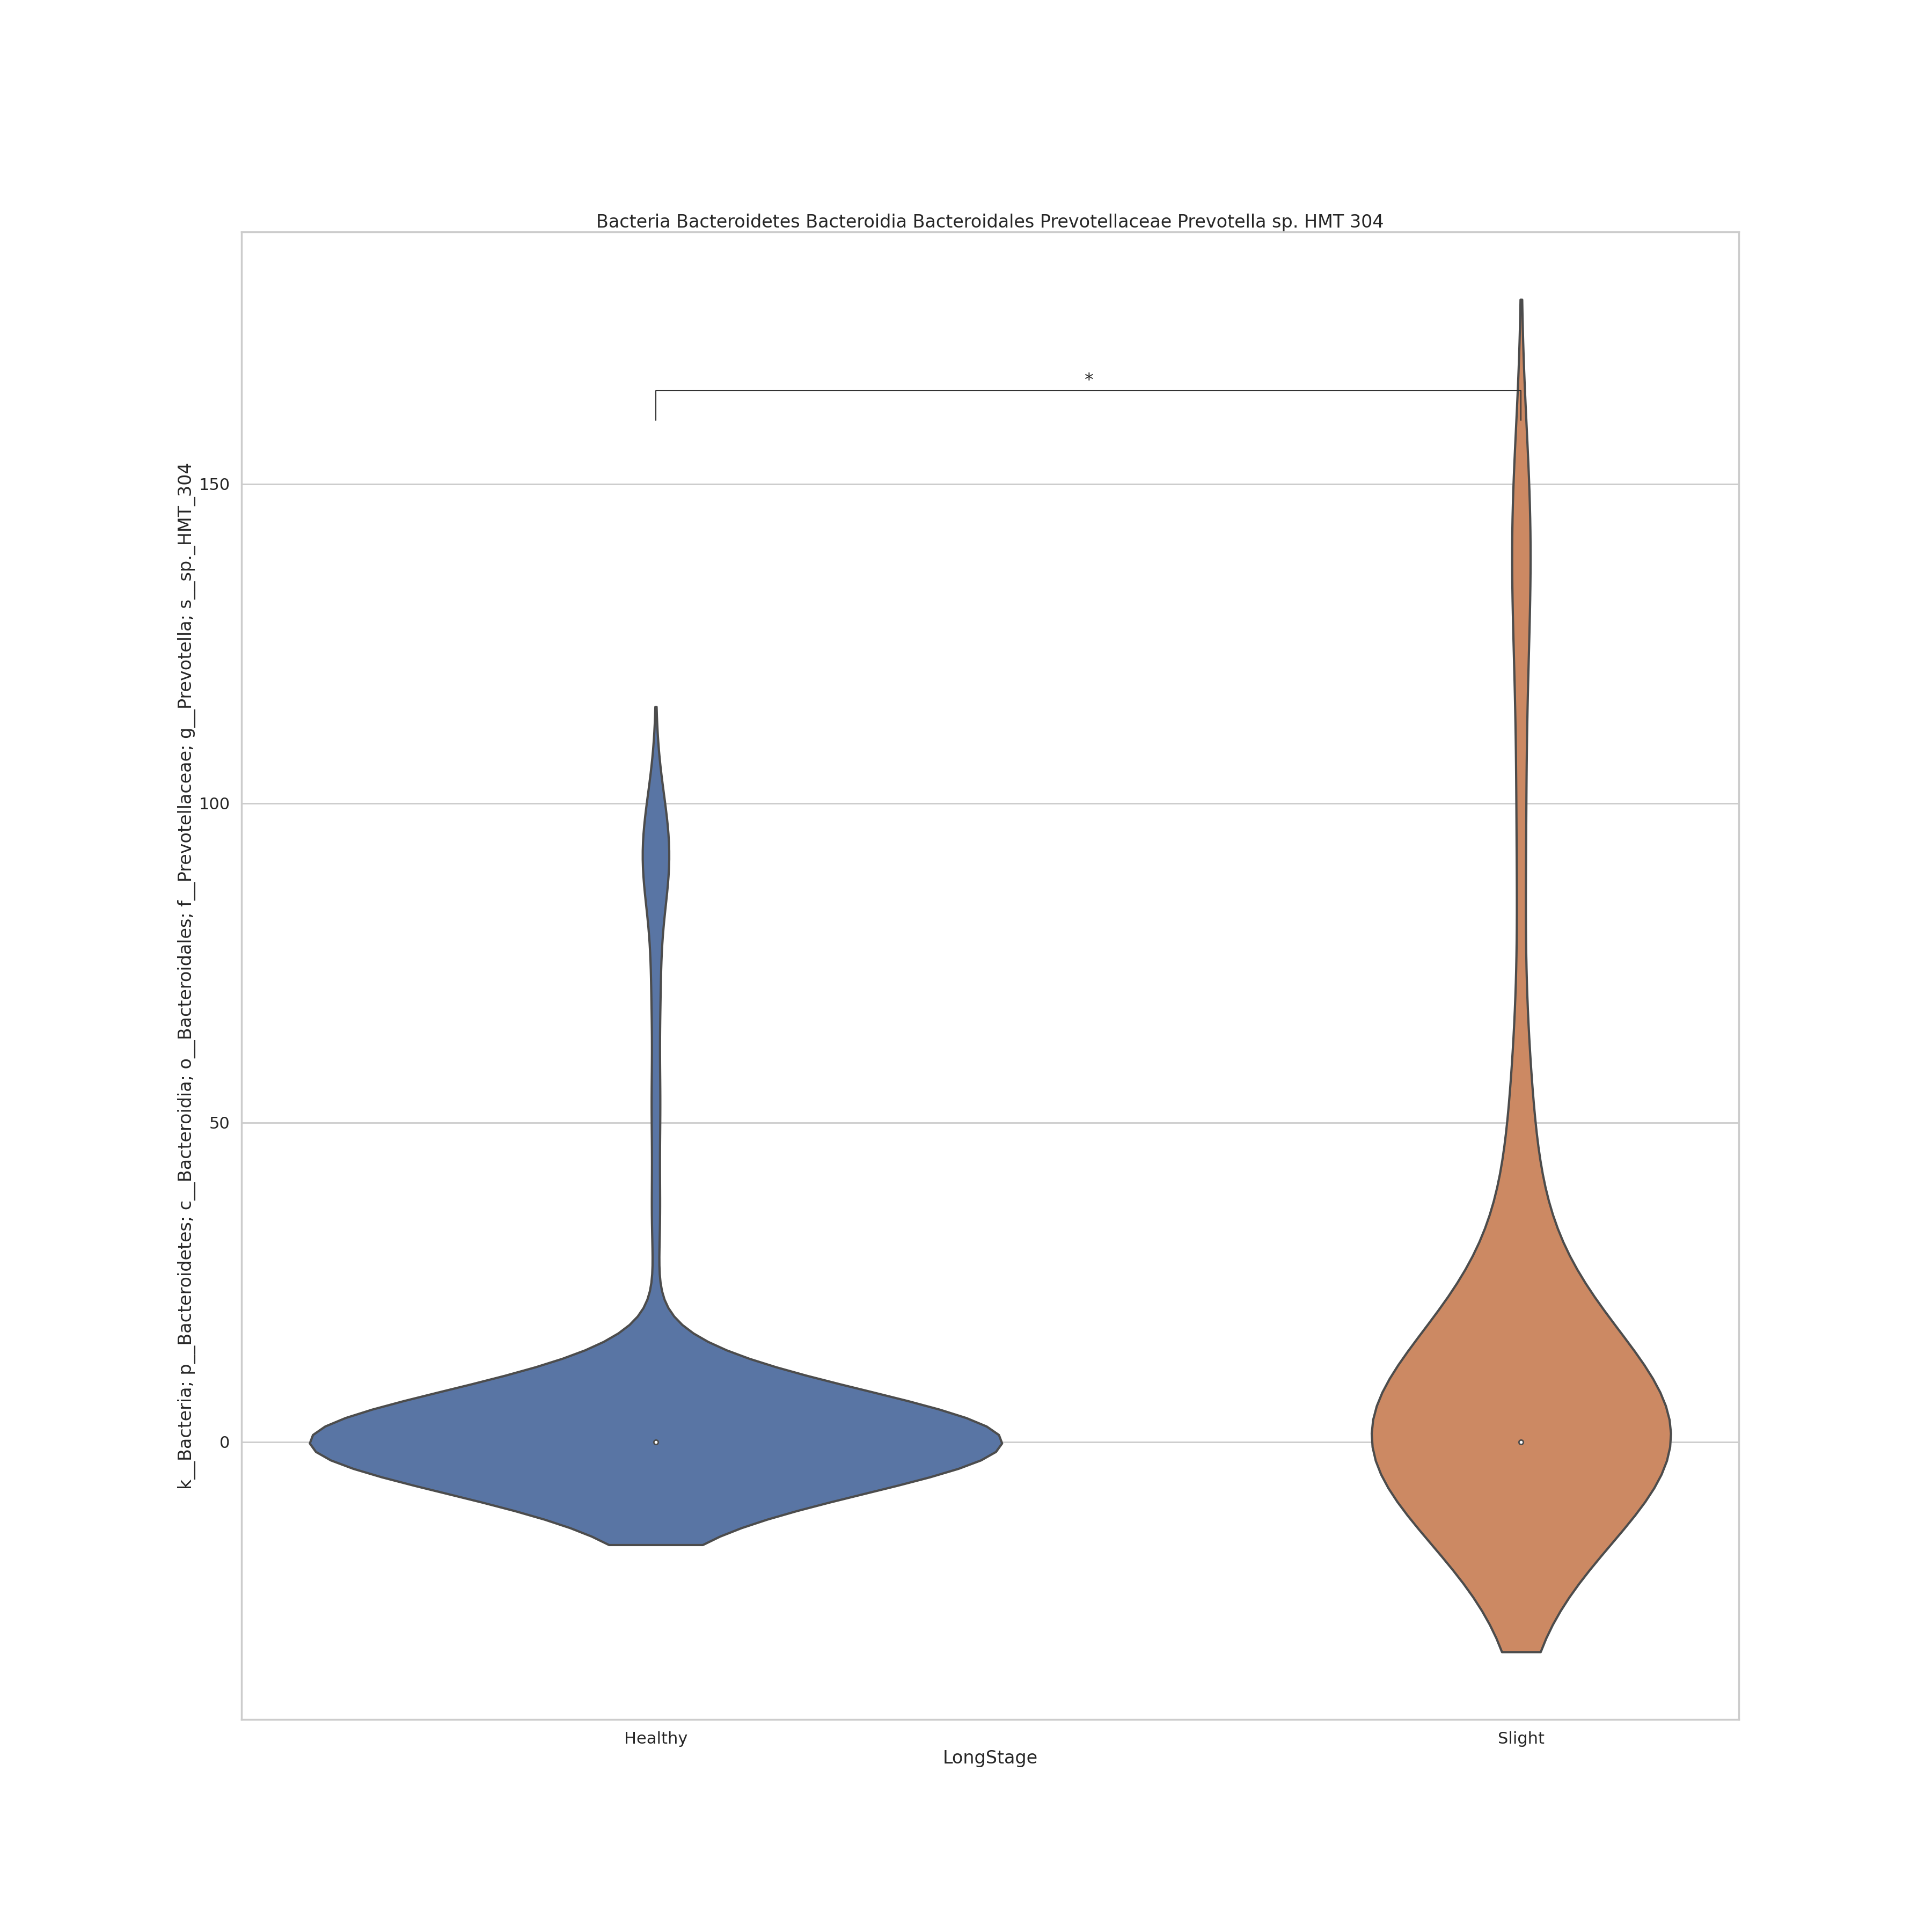 Bacteria Bacteroidetes Bacteroidia Bacteroidales Prevotellaceae Prevotella sp. HMT 304
*
k__Bacteria; p__Bacteroidetes; c__Bacteroidia; o__Bacteroidales; f__Prevotellaceae; g__Prevotella; s__sp._HMT_304
150
100
50
0
Healthy
Slight
LongStage